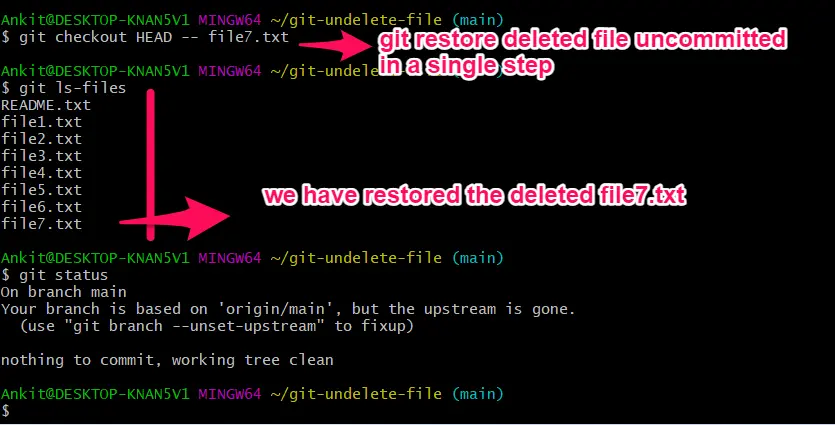 Ankit@DESKTOP-KNAN5V1 MINGW64 ~/git-undelete-file (main)
$ git checkout HEAD -- file7.txt
git restore deleted file uncommitted
in a single step
Ankit@DESKTOP-KNAN5V1 MINGW64 ~/git-undelete-file (main)
$ git ls-files
README.txt
file1.txt
file2.txt
file3.txt
file4.txt
file5.txt
file6.txt
file7.txt
we have restored the deleted file7.txt
Ankit@DESKTOP-KNAN5V1 MINGW64 ~/git-undelete-file (main)
$ git status
On branch main
Your branch is based on 'origin/main', but the upstream is gone.
  (use "git branch --unset-upstream" to fixup)
nothing to commit, working tree clean
Ankit@DESKTOP-KNAN5V1 MINGW64 ~/git-undelete-file (main)
$